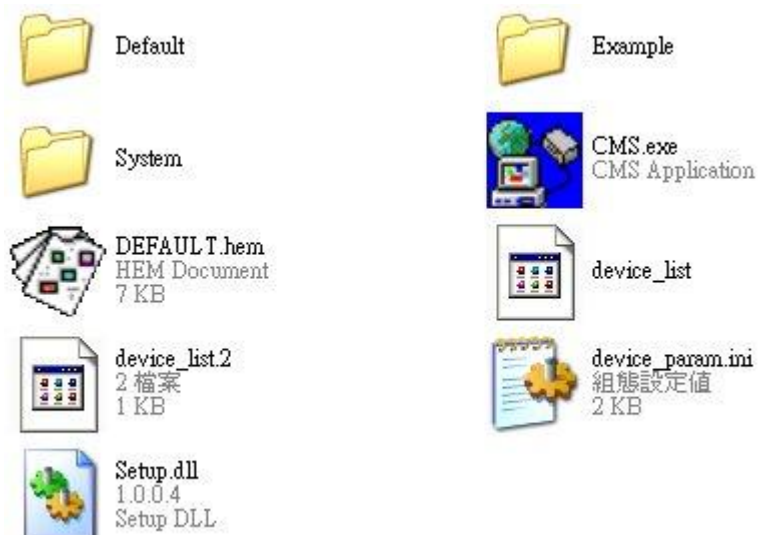 Default
Example
System
CMS.exe
CMS Application
DEFAULT.hem
HEM Document
7 KB
device_list
device_list.2
2 檔案
1 KB
device_param.ini
組態設定值
2 KB
Setup.dll
1.0.0.4
Setup DLL